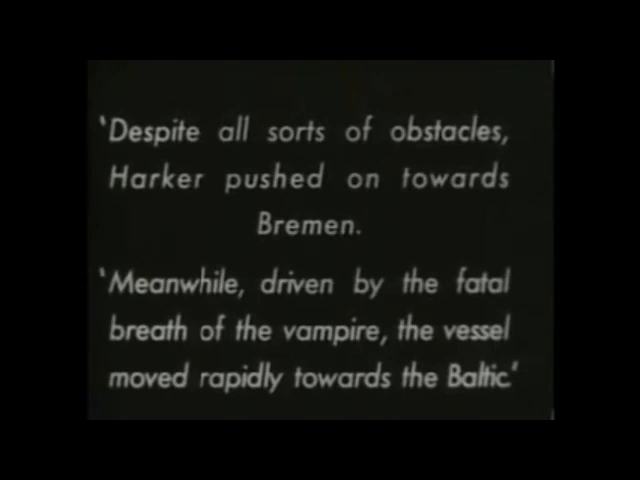 'Despite all sorts of obstacles,
Harker pushed on towards
Bremen.
'Meanwhile, driven by the fatal
breath of the vampire, the vessel
moved rapidly towards the Baltic.'